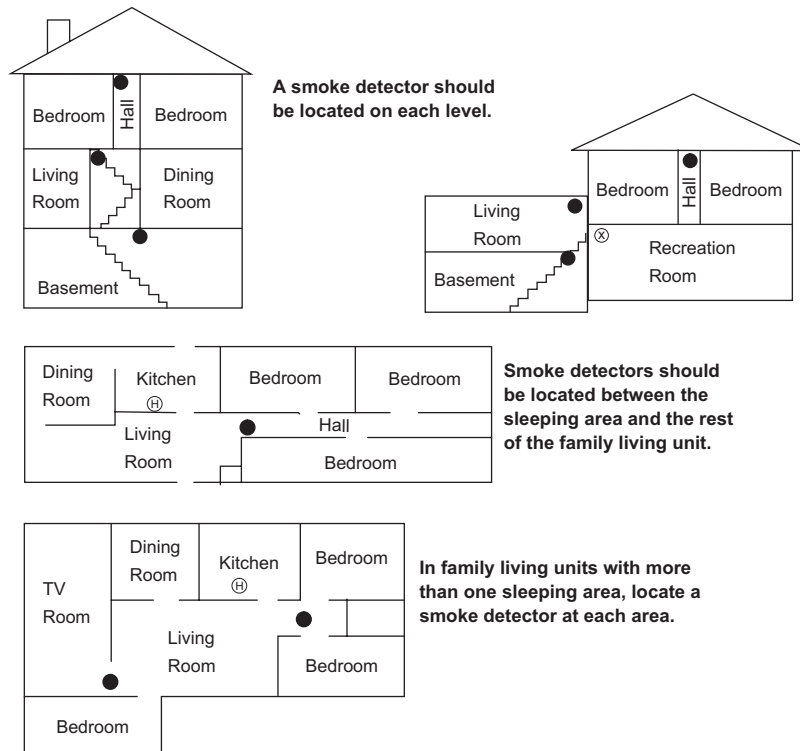 A smoke detector should
be located on each level.
Bedroom
Hall
Bedroom
Living
Room
Dining
Room
Basement
Bedroom
Hall
Bedroom
Living
Room
X
Recreation
Room
Basement
Dining
Room
Kitchen
H
Bedroom
Bedroom
Living
Room
Hall
Bedroom
Smoke detectors should
be located between the
sleeping area and the rest
of the family living unit.
TV
Room
Dining
Room
Kitchen
H
Bedroom
Living
Room
Bedroom
Bedroom
In family living units with more
than one sleeping area, locate a
smoke detector at each area.